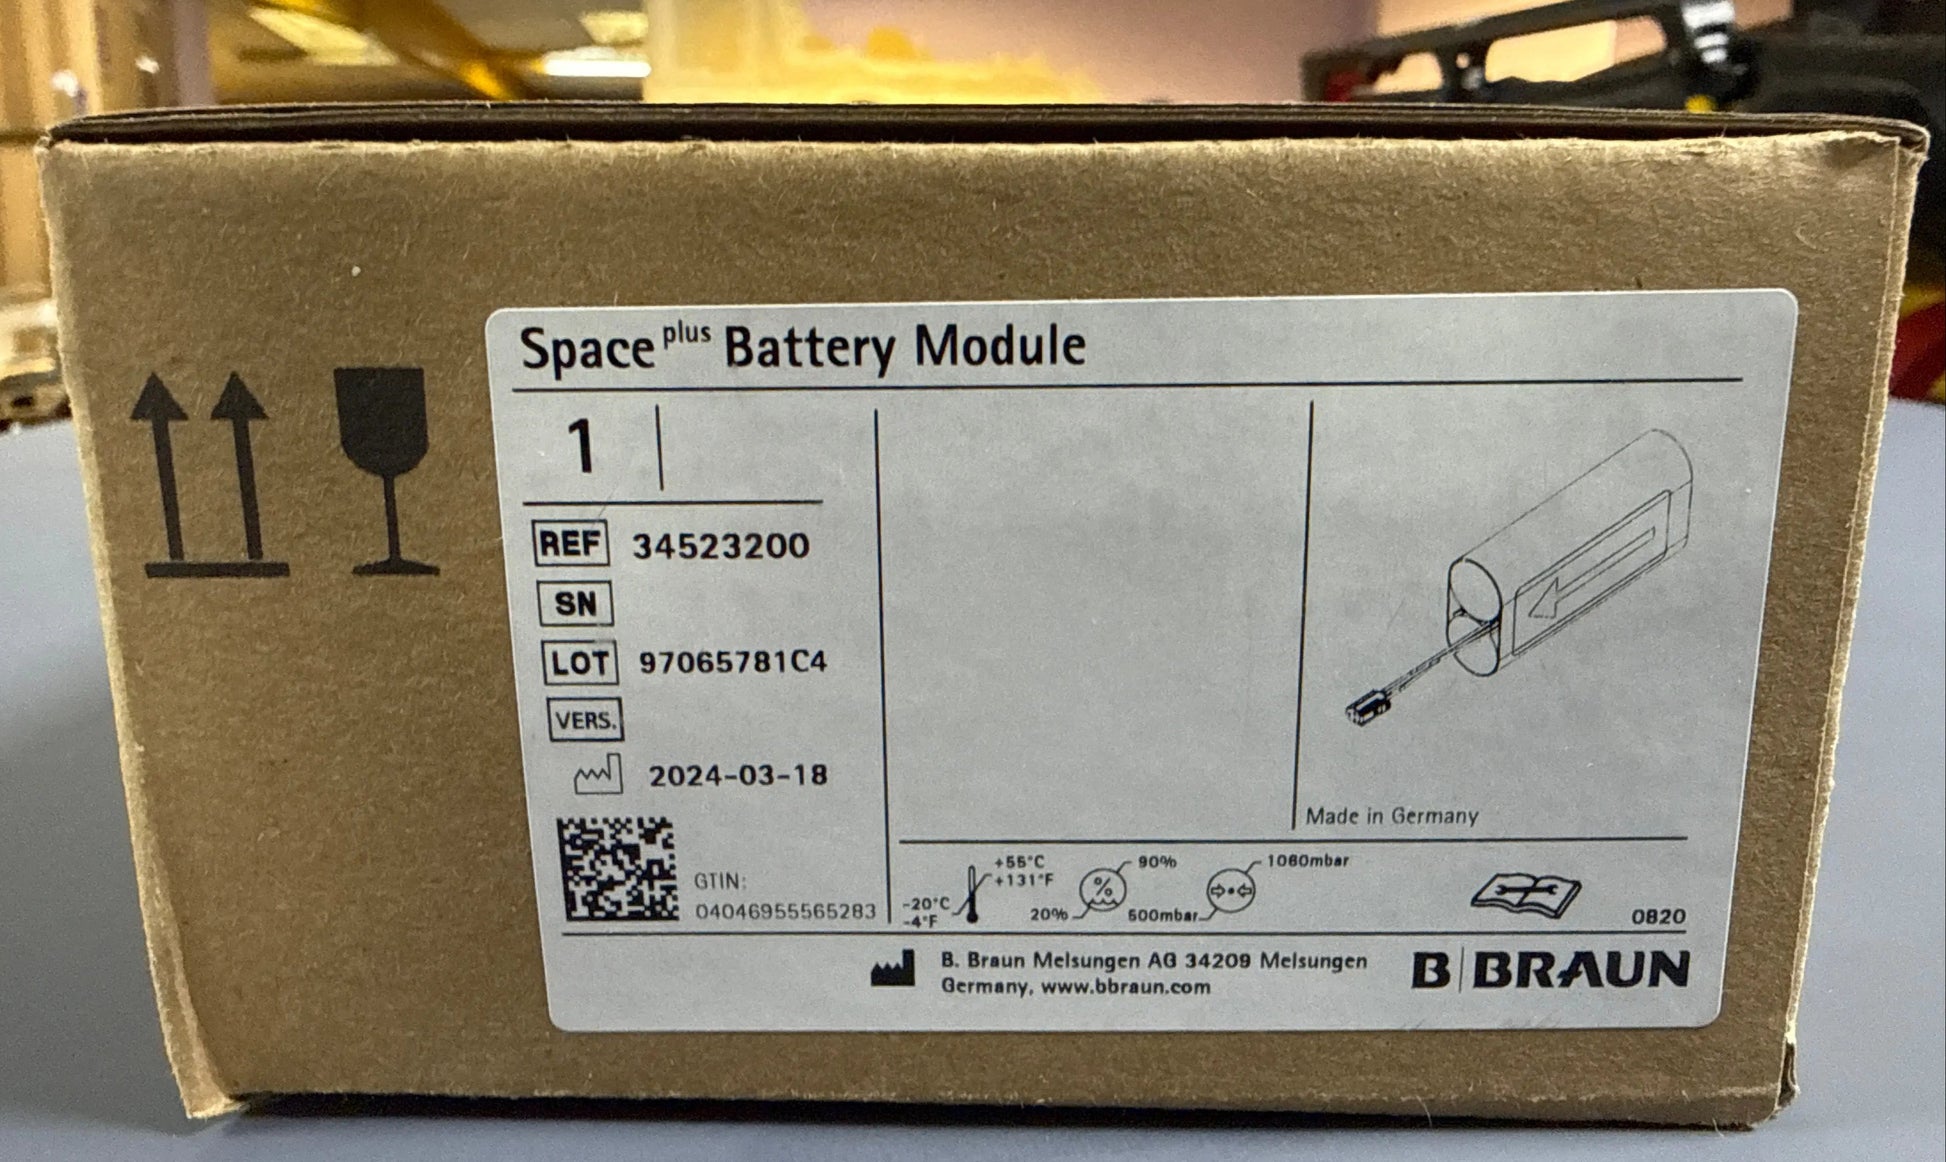 Space plus Battery Module
1
REF 34523200
SN
LOT 97065781C4
VERS.
2024-03-18
GTIN:
04046955565283
Made in Germany
+55°C
+131°F
-20°C
-4°F
%
90%
20%
1060mbar
500mbar
0820
B. Braun Melsungen AG 34209 Melsungen
Germany, www.bbraun.com
B|BRAUN